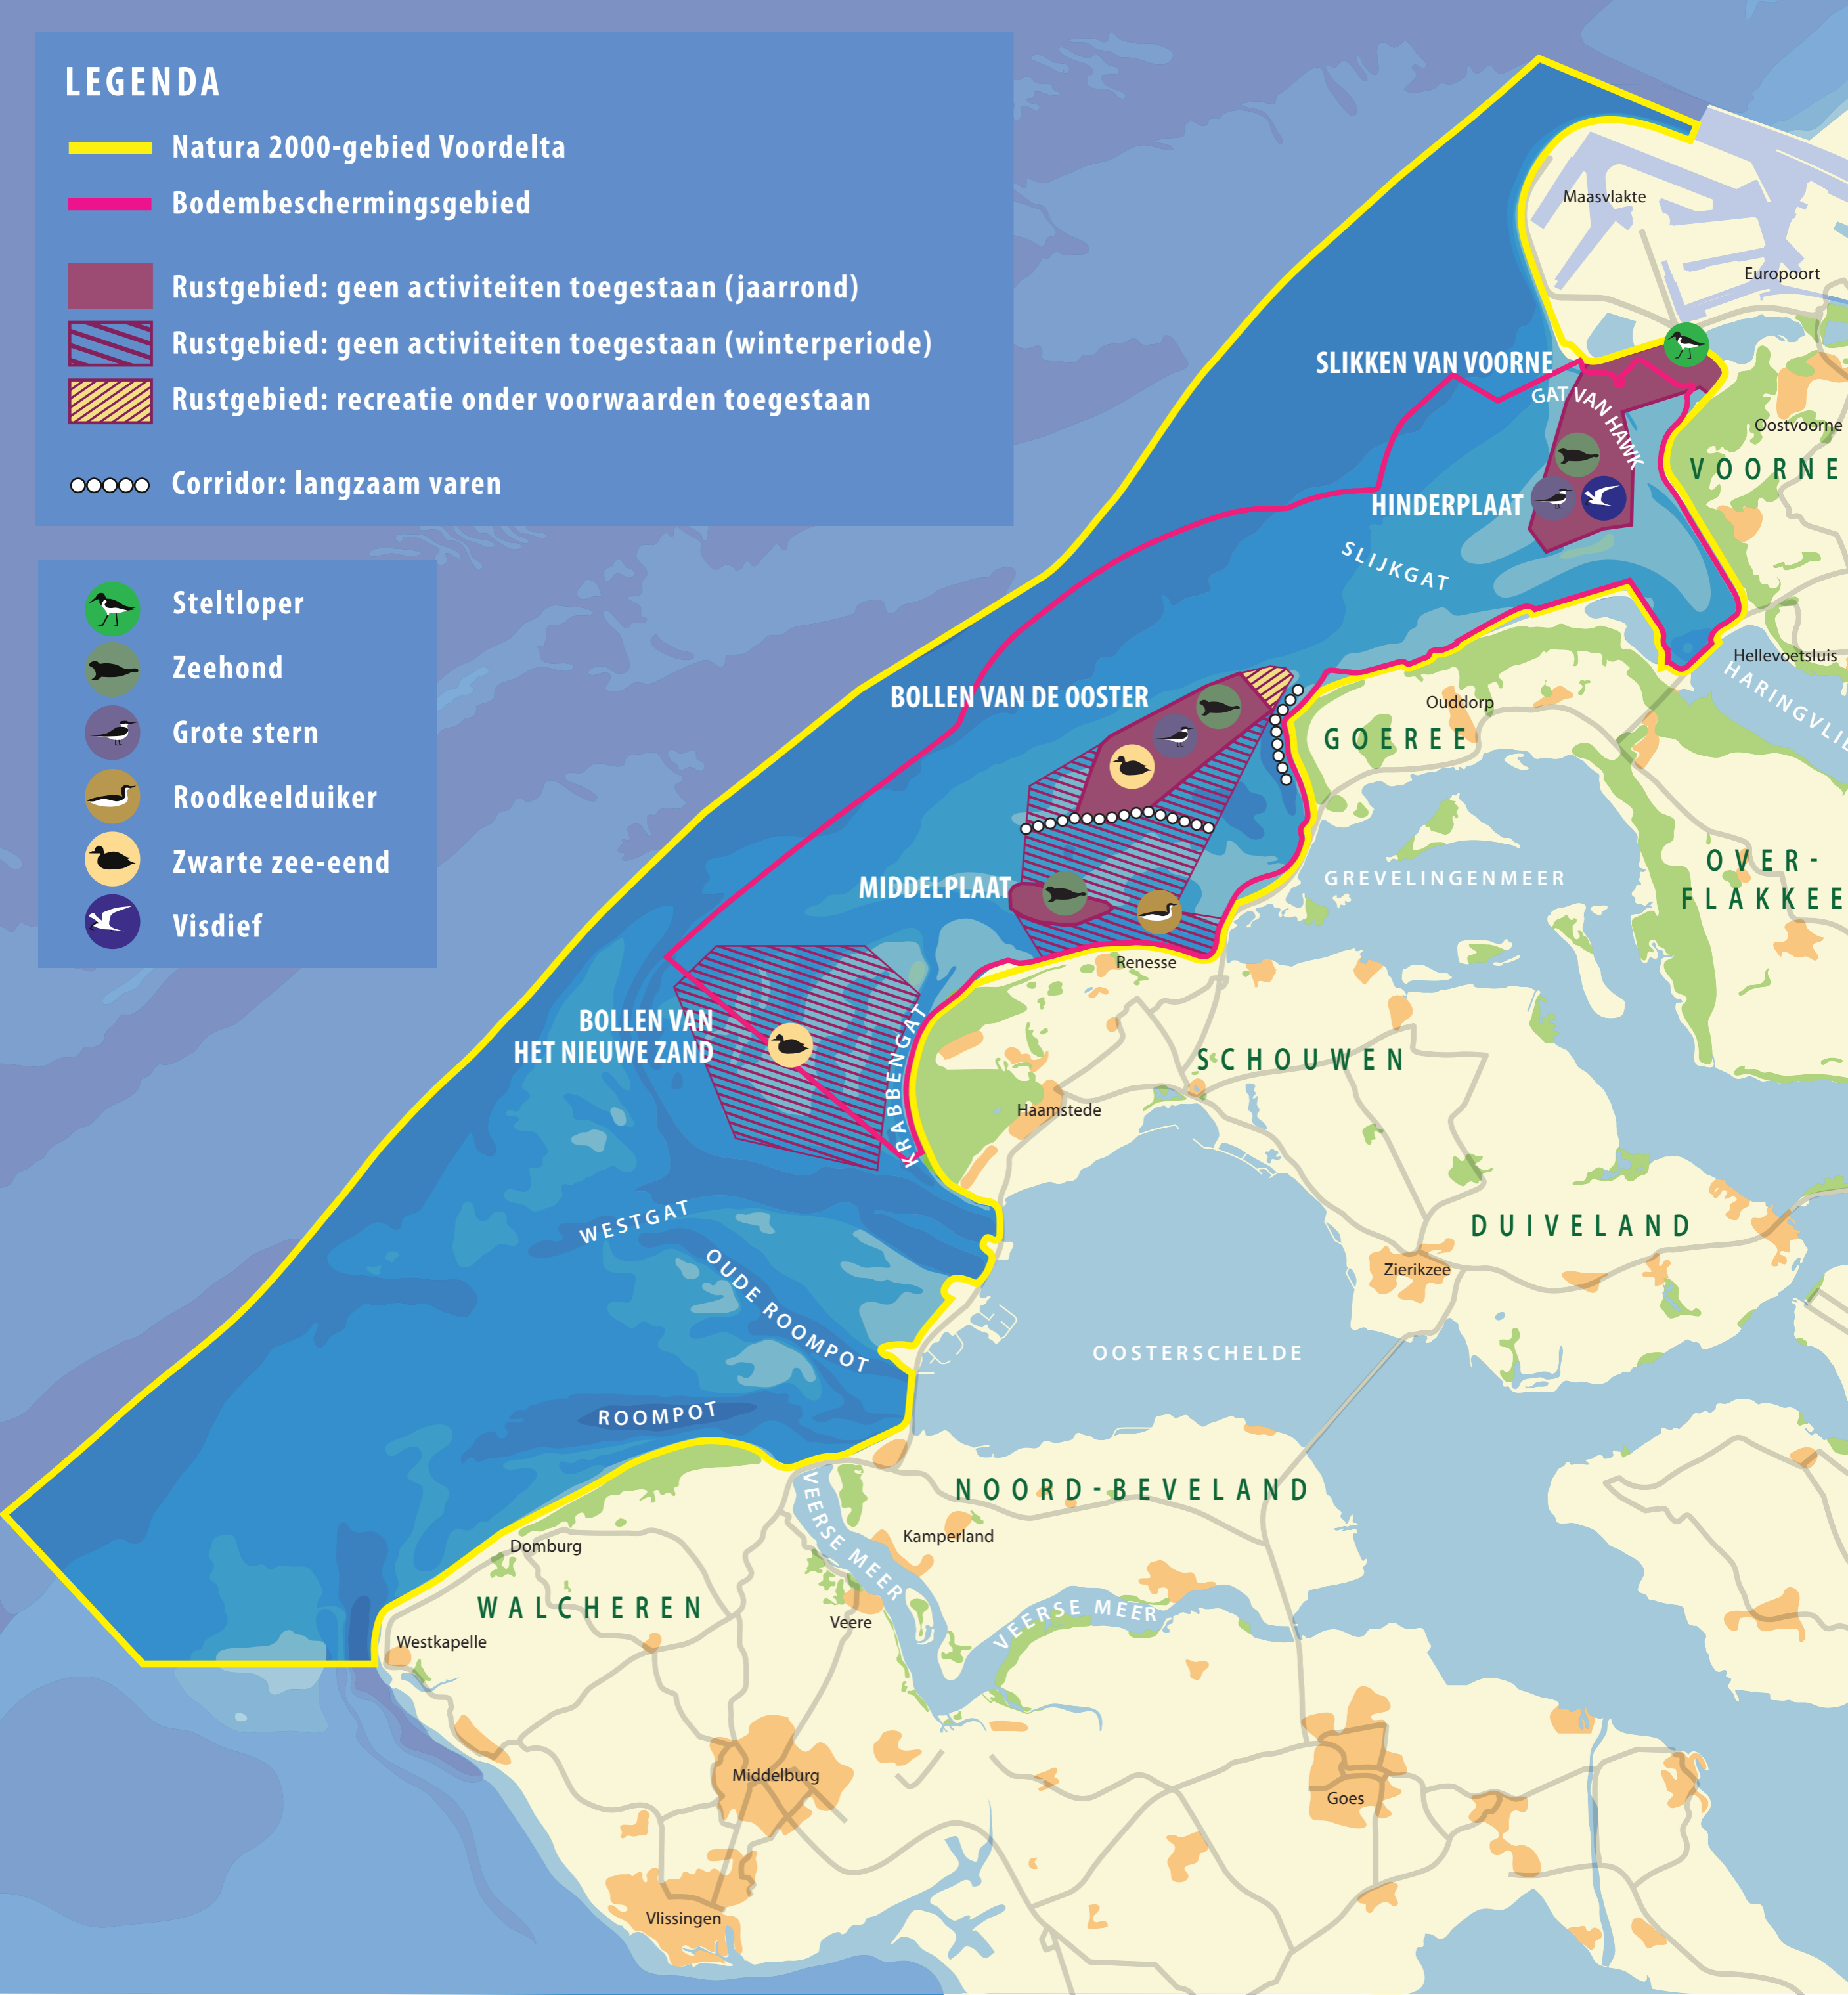 LEGENDA
Natura 2000-gebied Voordelta
Bodembeschermingsgebied
Rustgebied: geen activiteiten toegestaan (jaarrond)
Rustgebied: geen activiteiten toegestaan (winterperiode)
Rustgebied: recreatie onder voorwaarden toegestaan
Corridor: langzaam varen
Steltloper
Zeehond
Grote stern
Roodkeelduiker
Zwarte zee-eend
Visdief
Maasvlakte
Europoort
SLIKKEN VAN VOORNE
GAT VAN HAWK
Oostvoorne
VOORNE
HINDERPLAAT
SLIJKGAT
Hellevoetsluis
HARINGVLIE
BOLLEN VAN DE OOSTER
Ouddorp
GOEREE
OVER-
FLAKKEE
GREVELINGENMEER
MIDDELPLAAT
Renesse
BOLLEN VAN
HET NIEUWE ZAND
KRABBENGAT
SCHOUWEN
Haamstede
WESTGAT
DUIVELAND
OUDE ROOMPOT
Zierikzee
OOSTERSCHELDE
ROOMPOT
NOORD-BEVELAND
VEERSE MEER
Kamperland
Domburg
WALCHEREN
Veere
VEERSE MEER
Westkapelle
Middelburg
Goes
Vlissingen